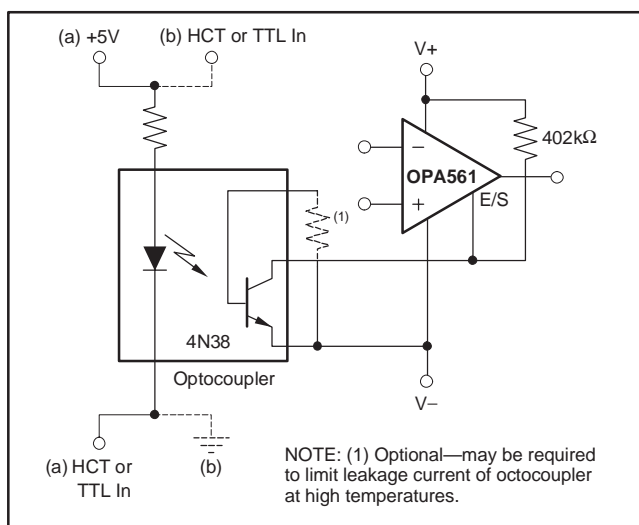 (a) +5V
(b) HCT or TTL In
V+
402kΩ
−
OPA561
+
E/S
(1)
4N38
Optocoupler
V−
(a) HCT or
TTL In
(b)
NOTE: (1) Optional—may be required
to limit leakage current of octocoupler
at high temperatures.